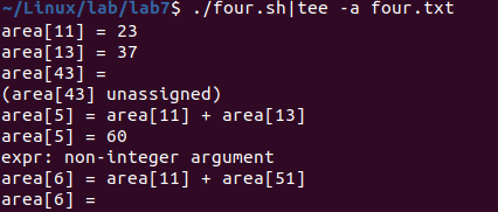 ~/Linux/lab/lab7$ ./four.sh|tee -a four.txt
area[11] = 23
area[13] = 37
area[43] =
(area[43] unassigned)
area[5] = area[11] + area[13]
area[5] = 60
expr: non-integer argument
area[6] = area[11] + area[51]
area[6] =